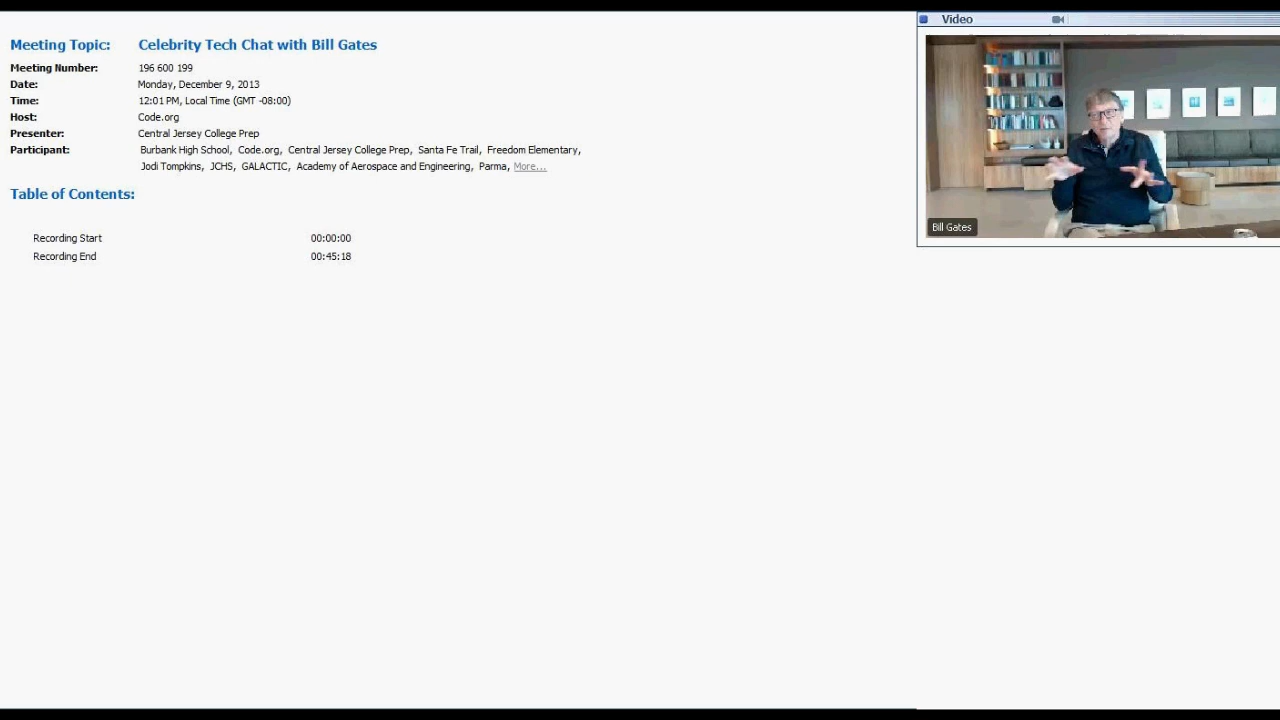 Video
Meeting Topic: Celebrity Tech Chat with Bill Gates
Meeting Number: 196 600 199
Date: Monday, December 9, 2013
Time: 12:01 PM, Local Time (GMT -08:00)
Host: Code.org
Presenter: Central Jersey College Prep
Participant: Burbank High School, Code.org, Central Jersey College Prep, Santa Fe Trail, Freedom Elementary,
Jodi Tompkins, JCHS, GALACTIC, Academy of Aerospace and Engineering, Parma, More...
Table of Contents:
Recording Start 00:00:00
Recording End 00:45:18
Bill Gates